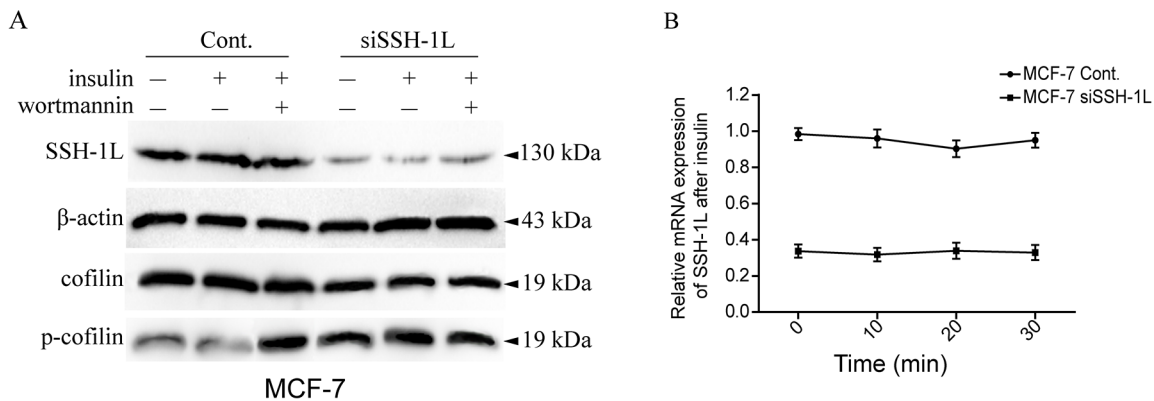 A
Cont. siSSH-1L
insulin — + + — + +
wortmannin — — + — — +
SSH-1L 130 kDa
β-actin 43 kDa
cofilin 19 kDa
p-cofilin 19 kDa
MCF-7
B
MCF-7 Cont.
MCF-7 siSSH-1L
Relative mRNA expression
of SSH-1L after insulin
1.2
1.0
0.8
0.6
0.4
0.2
0.0
0 10 20 30
Time (min)